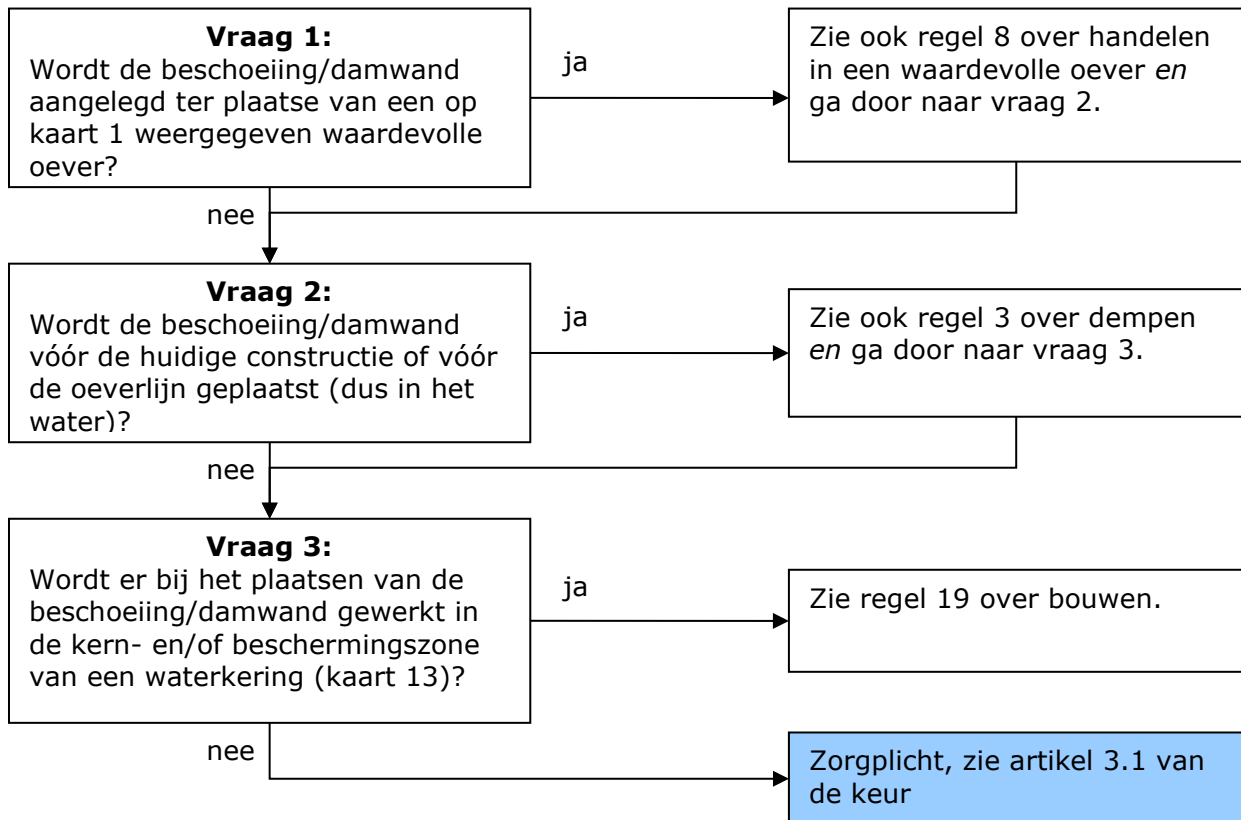 Vraag 1:
Wordt de beschoeiing/damwand
aangelegd ter plaatse van een op
kaart 1 weergegeven waardevolle
oever?
ja
Zie ook regel 8 over handelen
in een waardevolle oever en
ga door naar vraag 2.
nee
Vraag 2:
Wordt de beschoeiing/damwand
vóór de huidige constructie of vóór
de oeverlijn geplaatst (dus in het
water)?
ja
Zie ook regel 3 over dempen
en ga door naar vraag 3.
nee
Vraag 3:
Wordt er bij het plaatsen van de
beschoeiing/damwand gewerkt in
de kern- en/of beschermingszone
van een waterkering (kaart 13)?
ja
Zie regel 19 over bouwen.
nee
Zorgplicht, zie artikel 3.1 van
de keur